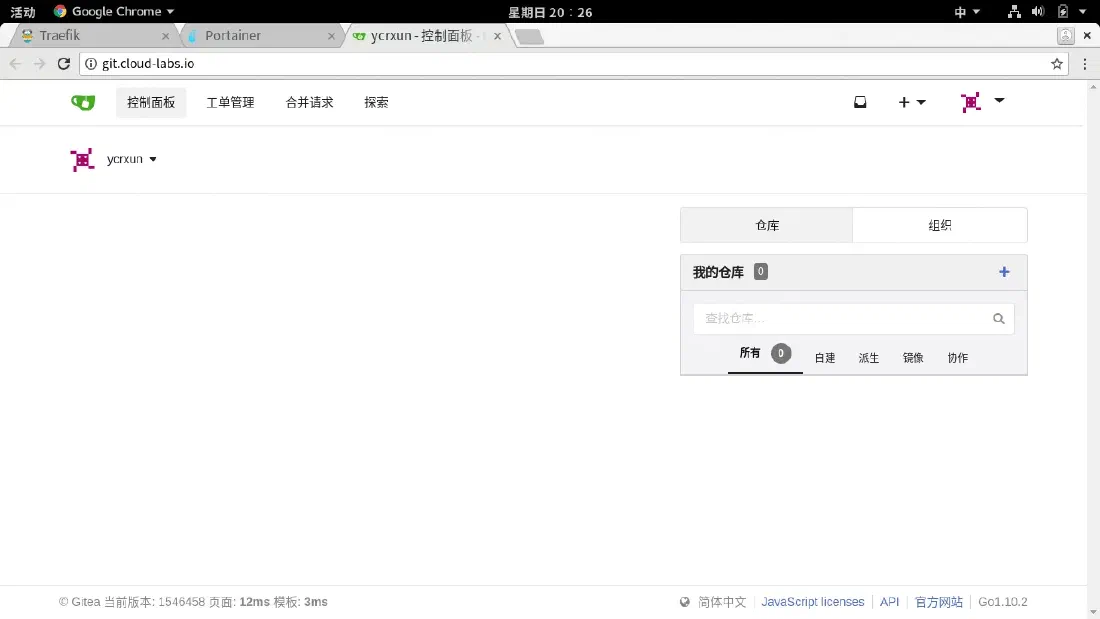 活动 Google Chrome 星期日 20：26 中
Traefik Portainer ycrxun - 控制面板 -
git.cloud-labs.io
控制面板 工单管理 合并请求 探索
ycrxun
仓库 组织
我的仓库 0
查找仓库...
所有 0 自建 派生 镜像 协作
© Gitea 当前版本: 1546458 页面: 12ms 模板: 3ms 简体中文 JavaScript licenses API 官方网站 Go1.10.2